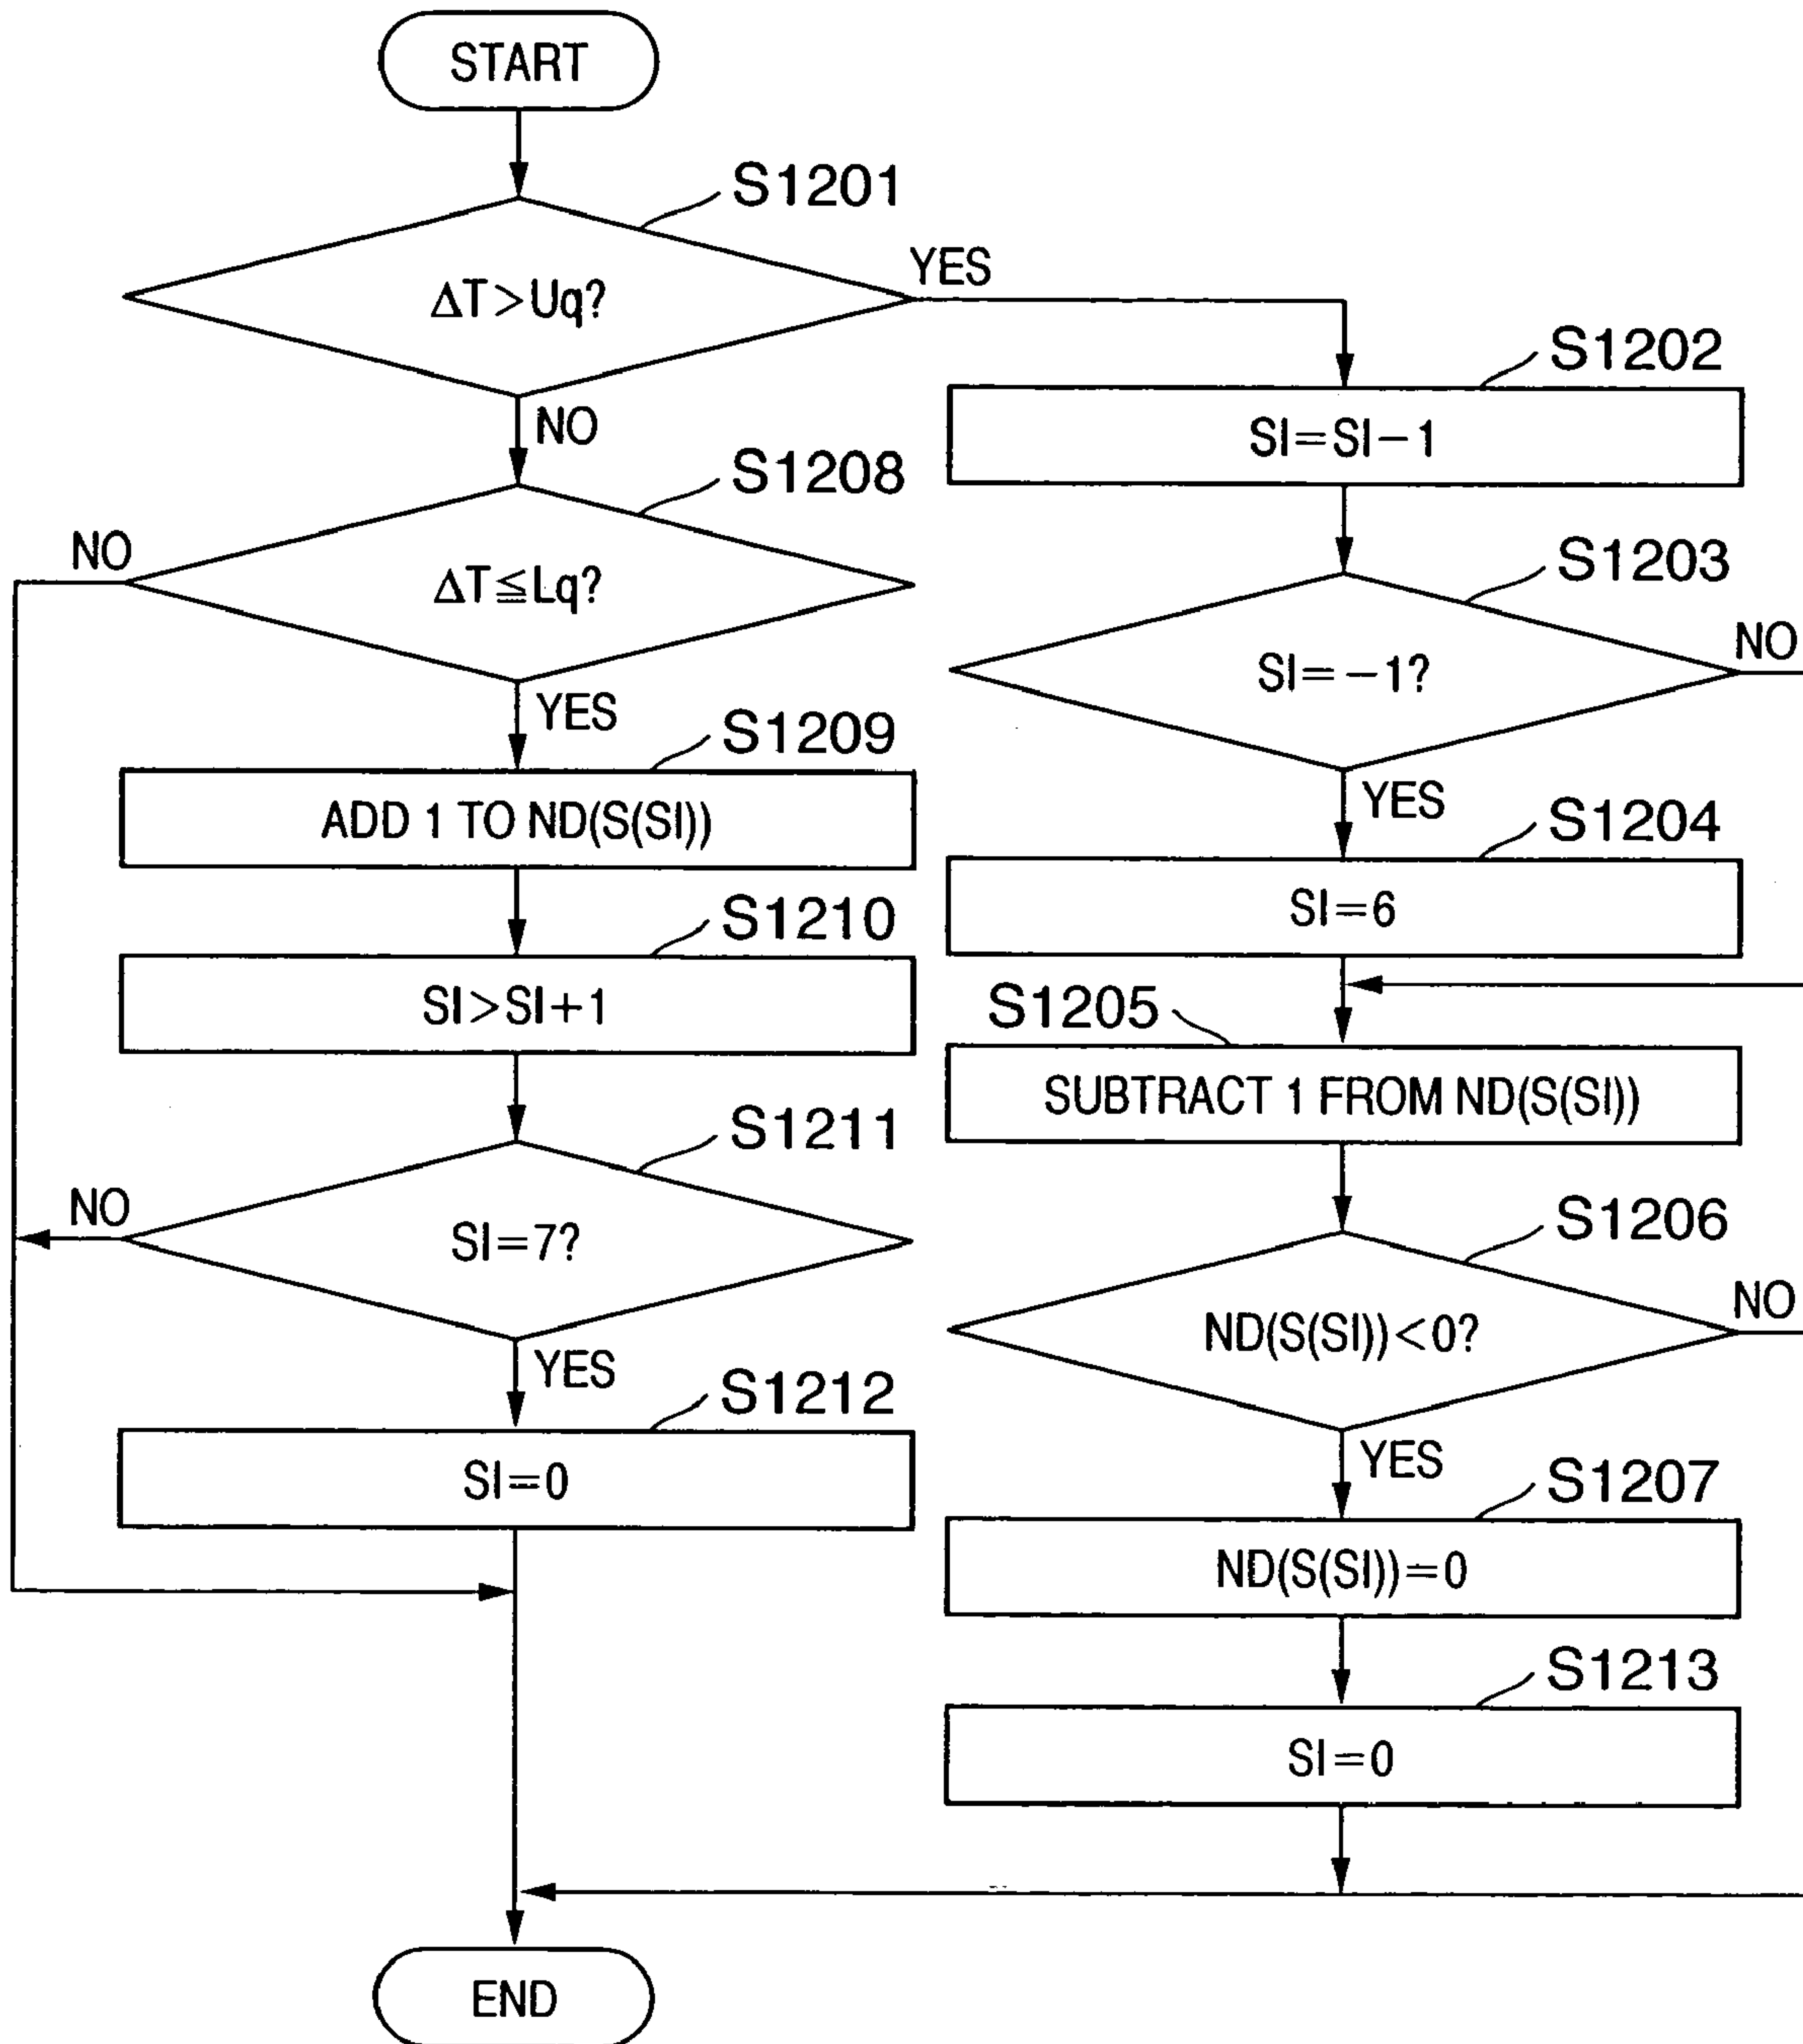 START
S1201
ΔT>Uq?
YES
NO
S1202
SI=SI−1
S1203
SI=−1?
NO
YES
S1204
SI=6
S1205
SUBTRACT 1 FROM ND(S(SI))
S1206
ND(S(SI))<0?
NO
YES
S1207
ND(S(SI))=0
S1213
SI=0
S1208
ΔT≦Lq?
NO
YES
S1209
ADD 1 TO ND(S(SI))
S1210
SI>SI+1
S1211
SI=7?
NO
YES
S1212
SI=0
END